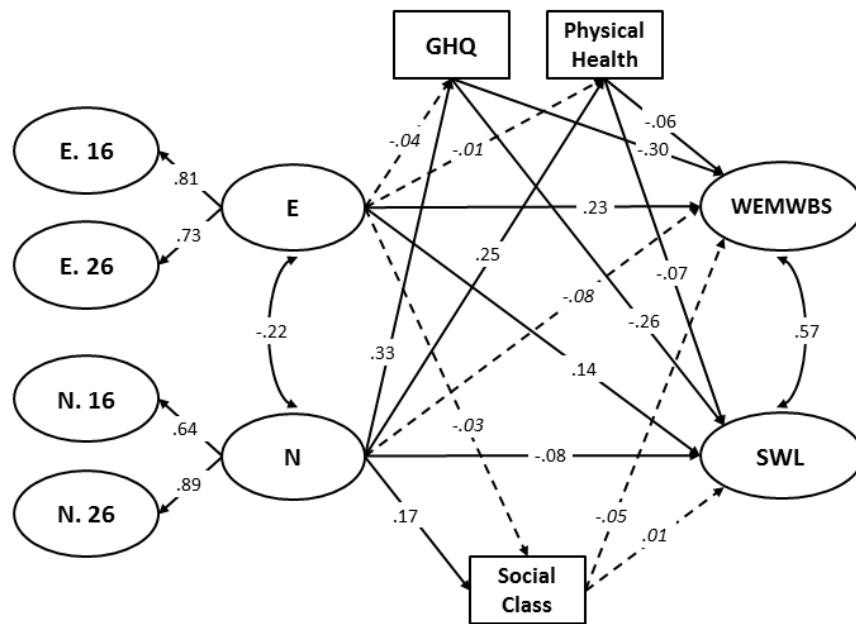 GHQ
Physical
Health
E. 16
E. 26
N. 16
N. 26
E
N
WEMWBS
SWL
Social
Class
.81
.73
.64
.89
-.22
-.04
-.01
-.06
-.30
.23
.25
-.08
-.07
-.26
.33
.14
.57
-.03
-.08
.17
-.05
.01